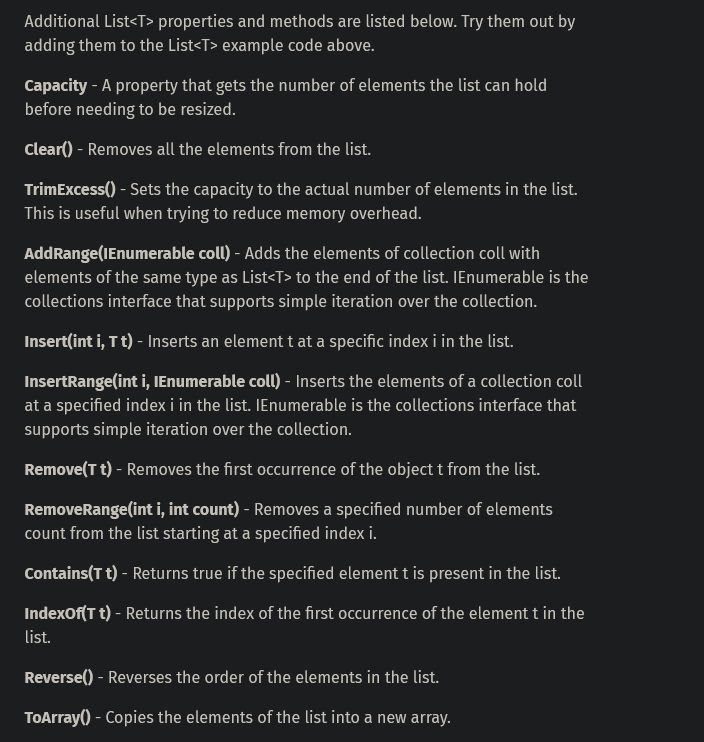 Additional List<T> properties and methods are listed below. Try them out by
adding them to the List<T> example code above.
Capacity - A property that gets the number of elements the list can hold
before needing to be resized.
Clear() - Removes all the elements from the list.
TrimExcess() - Sets the capacity to the actual number of elements in the list.
This is useful when trying to reduce memory overhead.
AddRange(IEnumerable coll) - Adds the elements of collection coll with
elements of the same type as List<T> to the end of the list. IEnumerable is the
collections interface that supports simple iteration over the collection.
Insert(int i, T t) - Inserts an element t at a specific index i in the list.
InsertRange(int i, IEnumerable coll) - Inserts the elements of a collection coll
at a specified index i in the list. IEnumerable is the collections interface that
supports simple iteration over the collection.
Remove(T t) - Removes the first occurrence of the object t from the list.
RemoveRange(int i, int count) - Removes a specified number of elements
count from the list starting at a specified index i.
Contains(T t) - Returns true if the specified element t is present in the list.
IndexOf(T t) - Returns the index of the first occurrence of the element t in the
list.
Reverse() - Reverses the order of the elements in the list.
ToArray() - Copies the elements of the list into a new array.